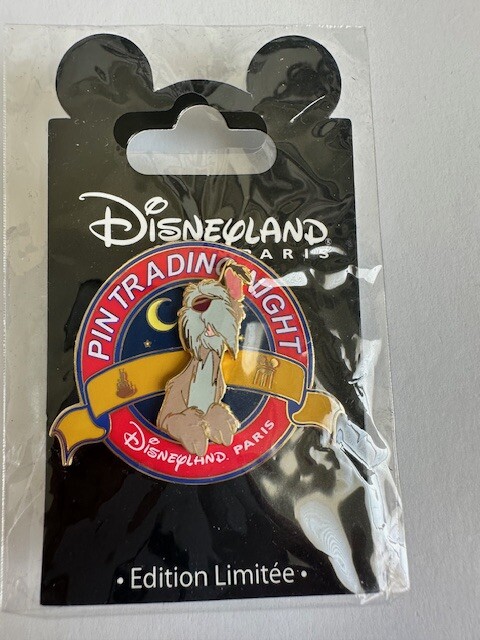 Disneyland
PARIS
PIN TRADING NIGHT
Disneyland PARIS
• Edition Limitée •